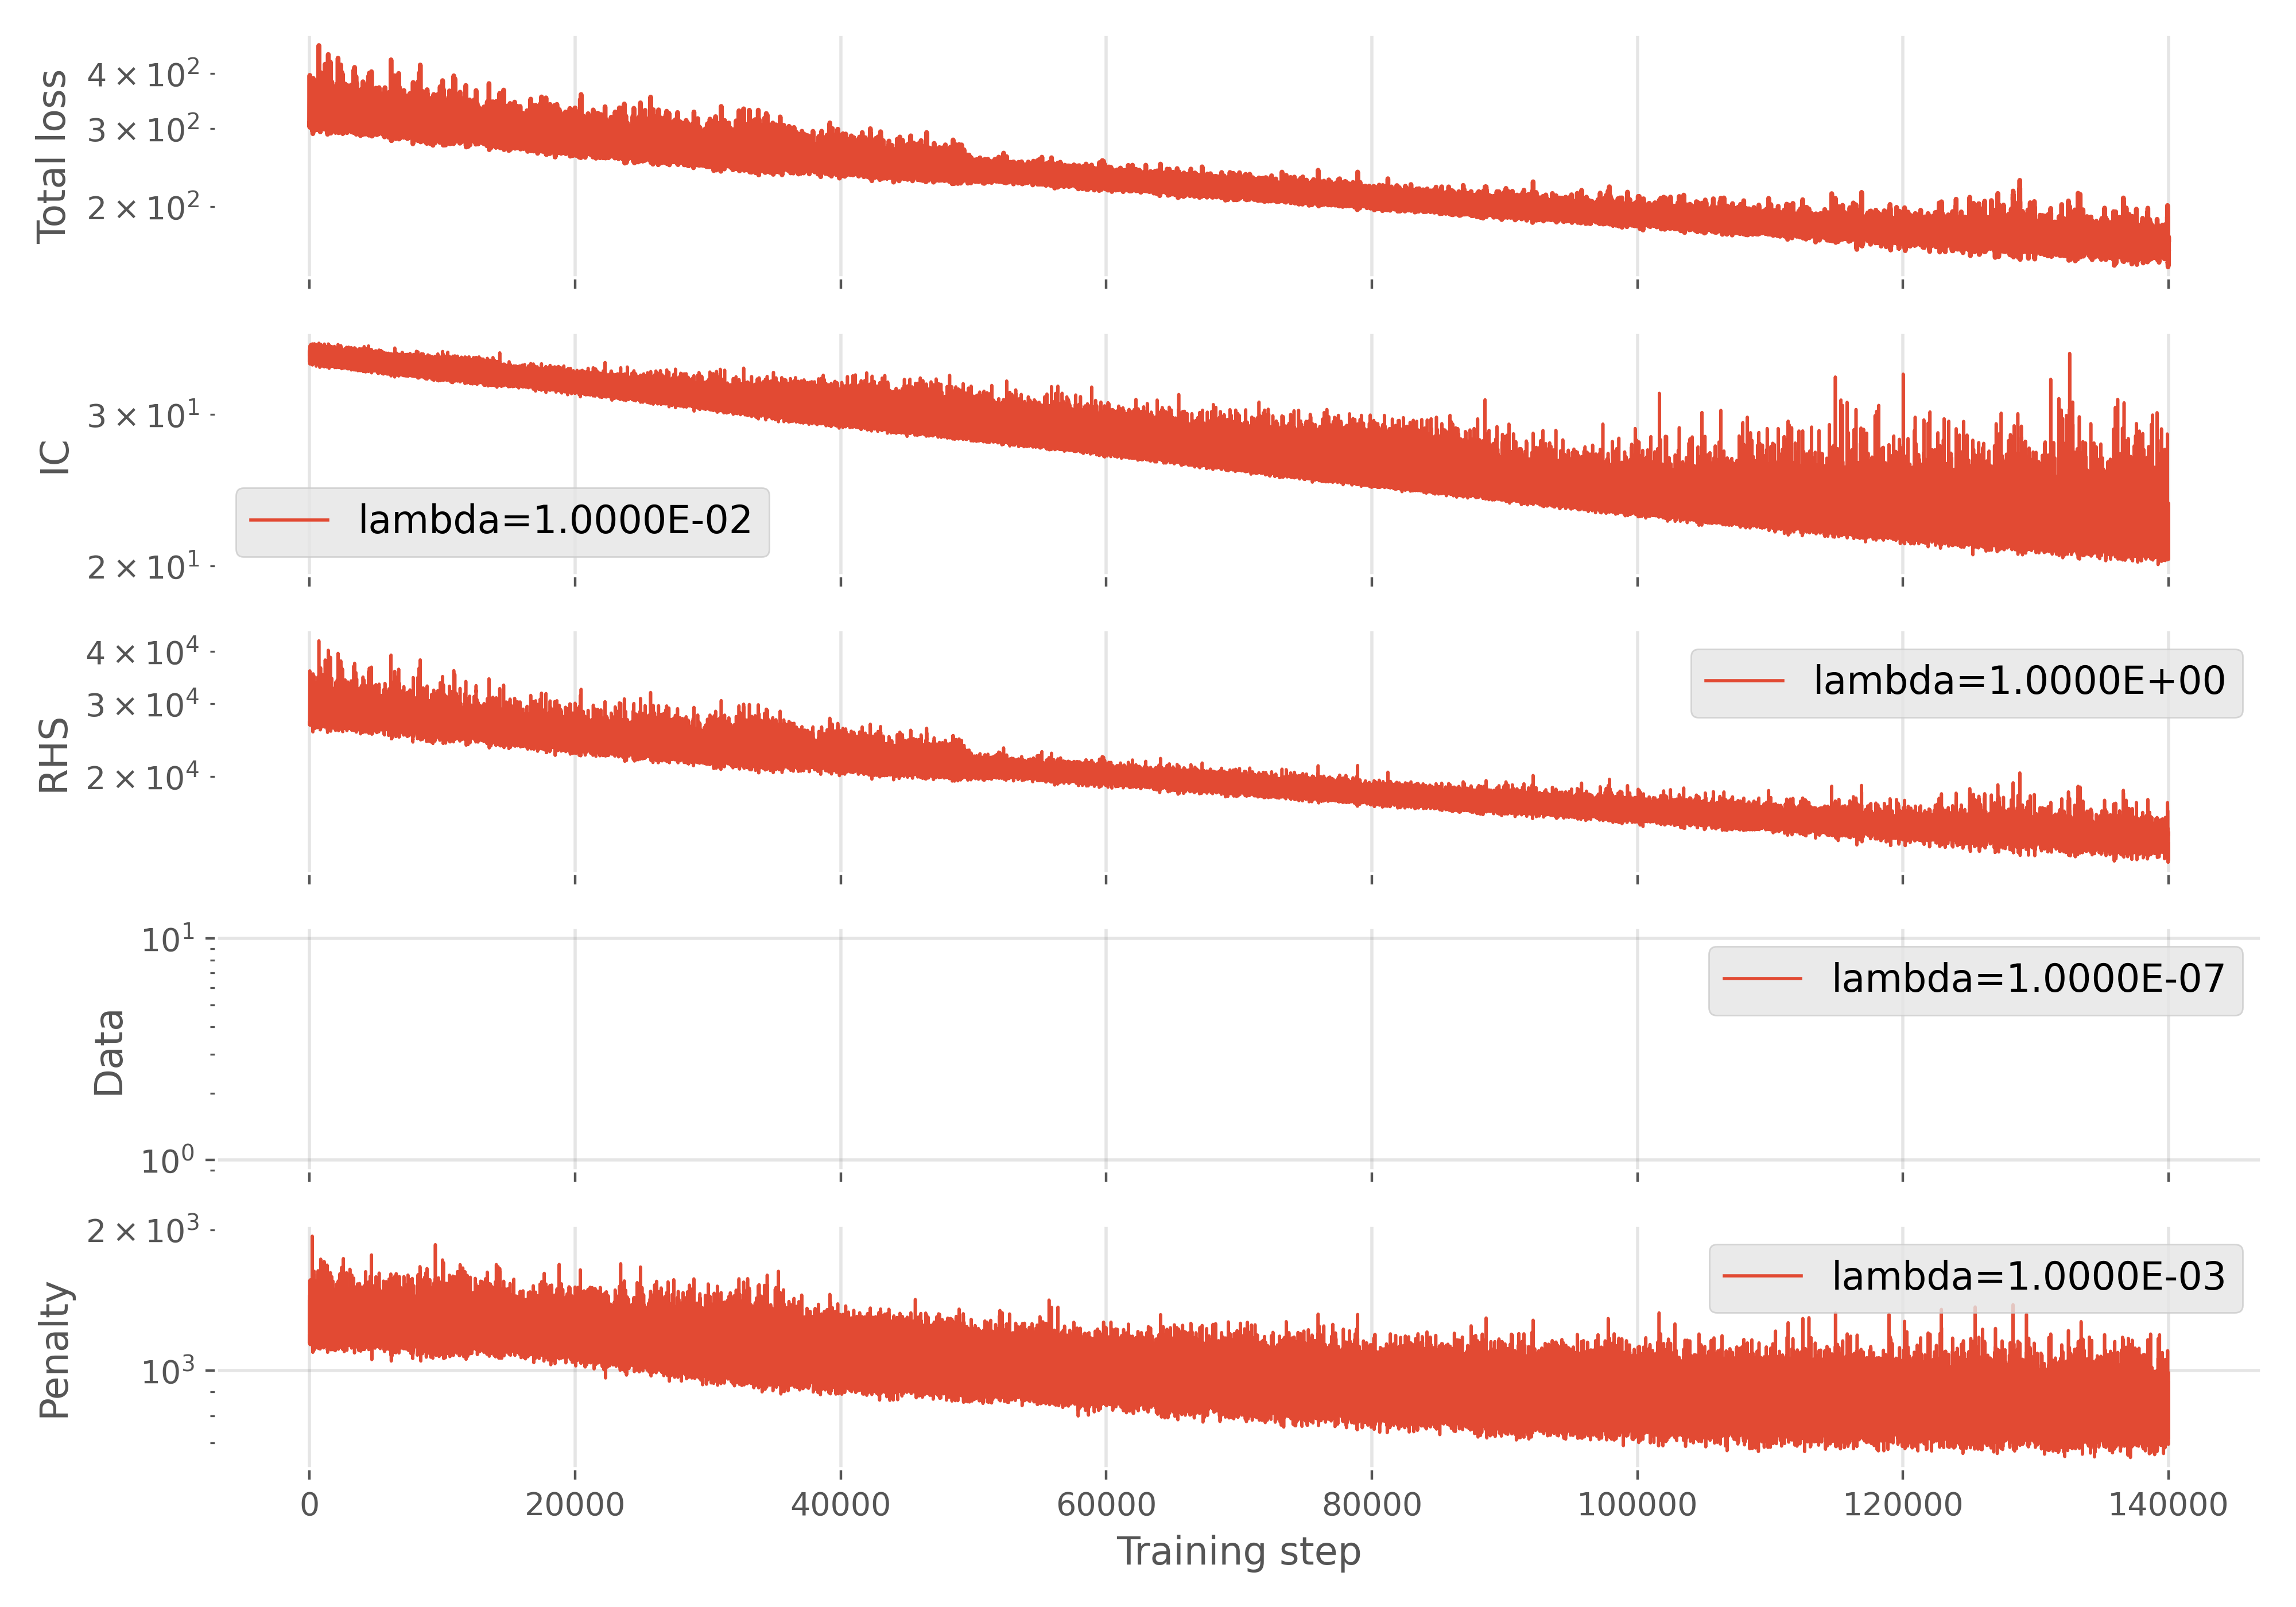 Total loss
4 × 10²
3 × 10²
2 × 10²
IC
3 × 10¹
2 × 10¹
lambda=1.0000E-02
RHS
4 × 10⁴
3 × 10⁴
2 × 10⁴
lambda=1.0000E+00
Data
10¹
10⁰
lambda=1.0000E-07
Penalty
2 × 10³
10³
lambda=1.0000E-03
0 20000 40000 60000 80000 100000 120000 140000
Training step